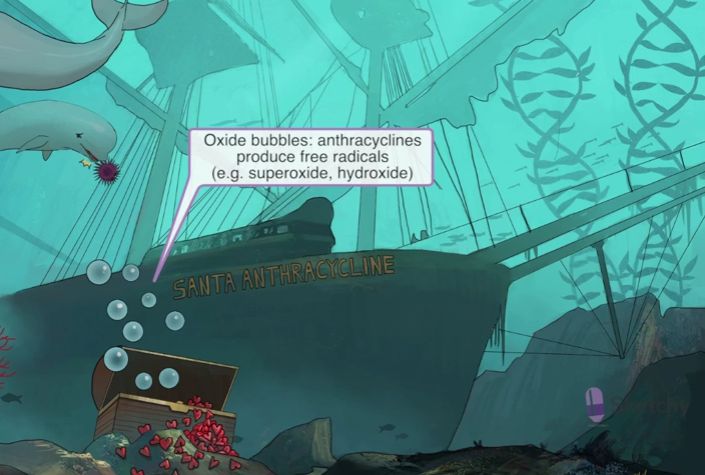 Oxide bubbles: anthracyclines
produce free radicals
(e.g. superoxide, hydroxide)
SANTA ANTHRACYCLINE